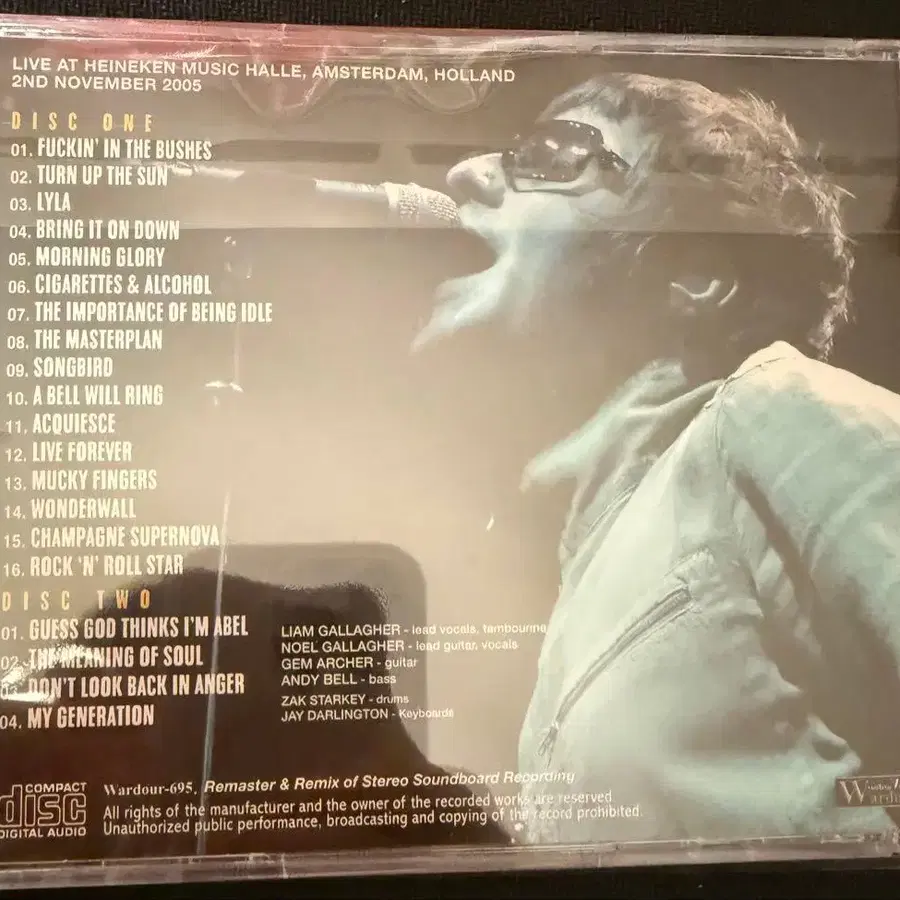 LIVE AT HEINEKEN MUSIC HALLE, AMSTERDAM, HOLLAND
2ND NOVEMBER 2005
DISC ONE
01. FUCKIN' IN THE BUSHES
02. TURN UP THE SUN
03. LYLA
04. BRING IT ON DOWN
05. MORNING GLORY
06. CIGARETTES & ALCOHOL
07. THE IMPORTANCE OF BEING IDLE
08. THE MASTERPLAN
09. SONGBIRD
10. A BELL WILL RING
11. ACQUIESCE
12. LIVE FOREVER
13. MUCKY FINGERS
14. WONDERWALL
15. CHAMPAGNE SUPERNOVA
16. ROCK 'N' ROLL STAR
DISC TWO
01. GUESS GOD THINKS I'M ABEL
02. THE MEANING OF SOUL
03. DON'T LOOK BACK IN ANGER
04. MY GENERATION
LIAM GALLAGHER - lead vocals, tambourine
NOEL GALLAGHER - lead guitar, vocals
GEM ARCHER - guitar
ANDY BELL - bass
ZAK STARKEY - drums
JAY DARLINGTON - Keyboards
COMPACT
disc
DIGITAL AUDIO
Wardour-695. Remaster & Remix of Stereo Soundboard Recording
All rights of the manufacturer and the owner of the recorded works are reserved.
Unauthorized public performance, broadcasting and copying of the record prohibited.